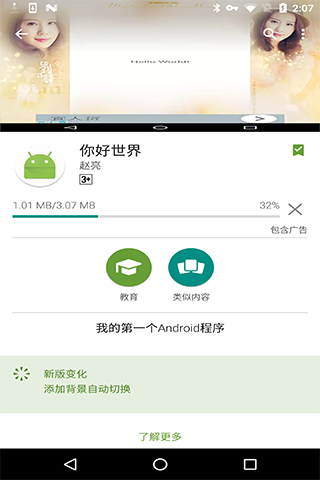 2:07
Hello World!
你好世界
赵亮
3+
1.01 MB/3.07 MB 32%
包含广告
教育 类似内容
我的第一个Android程序
新版变化
添加背景自动切换
了解更多